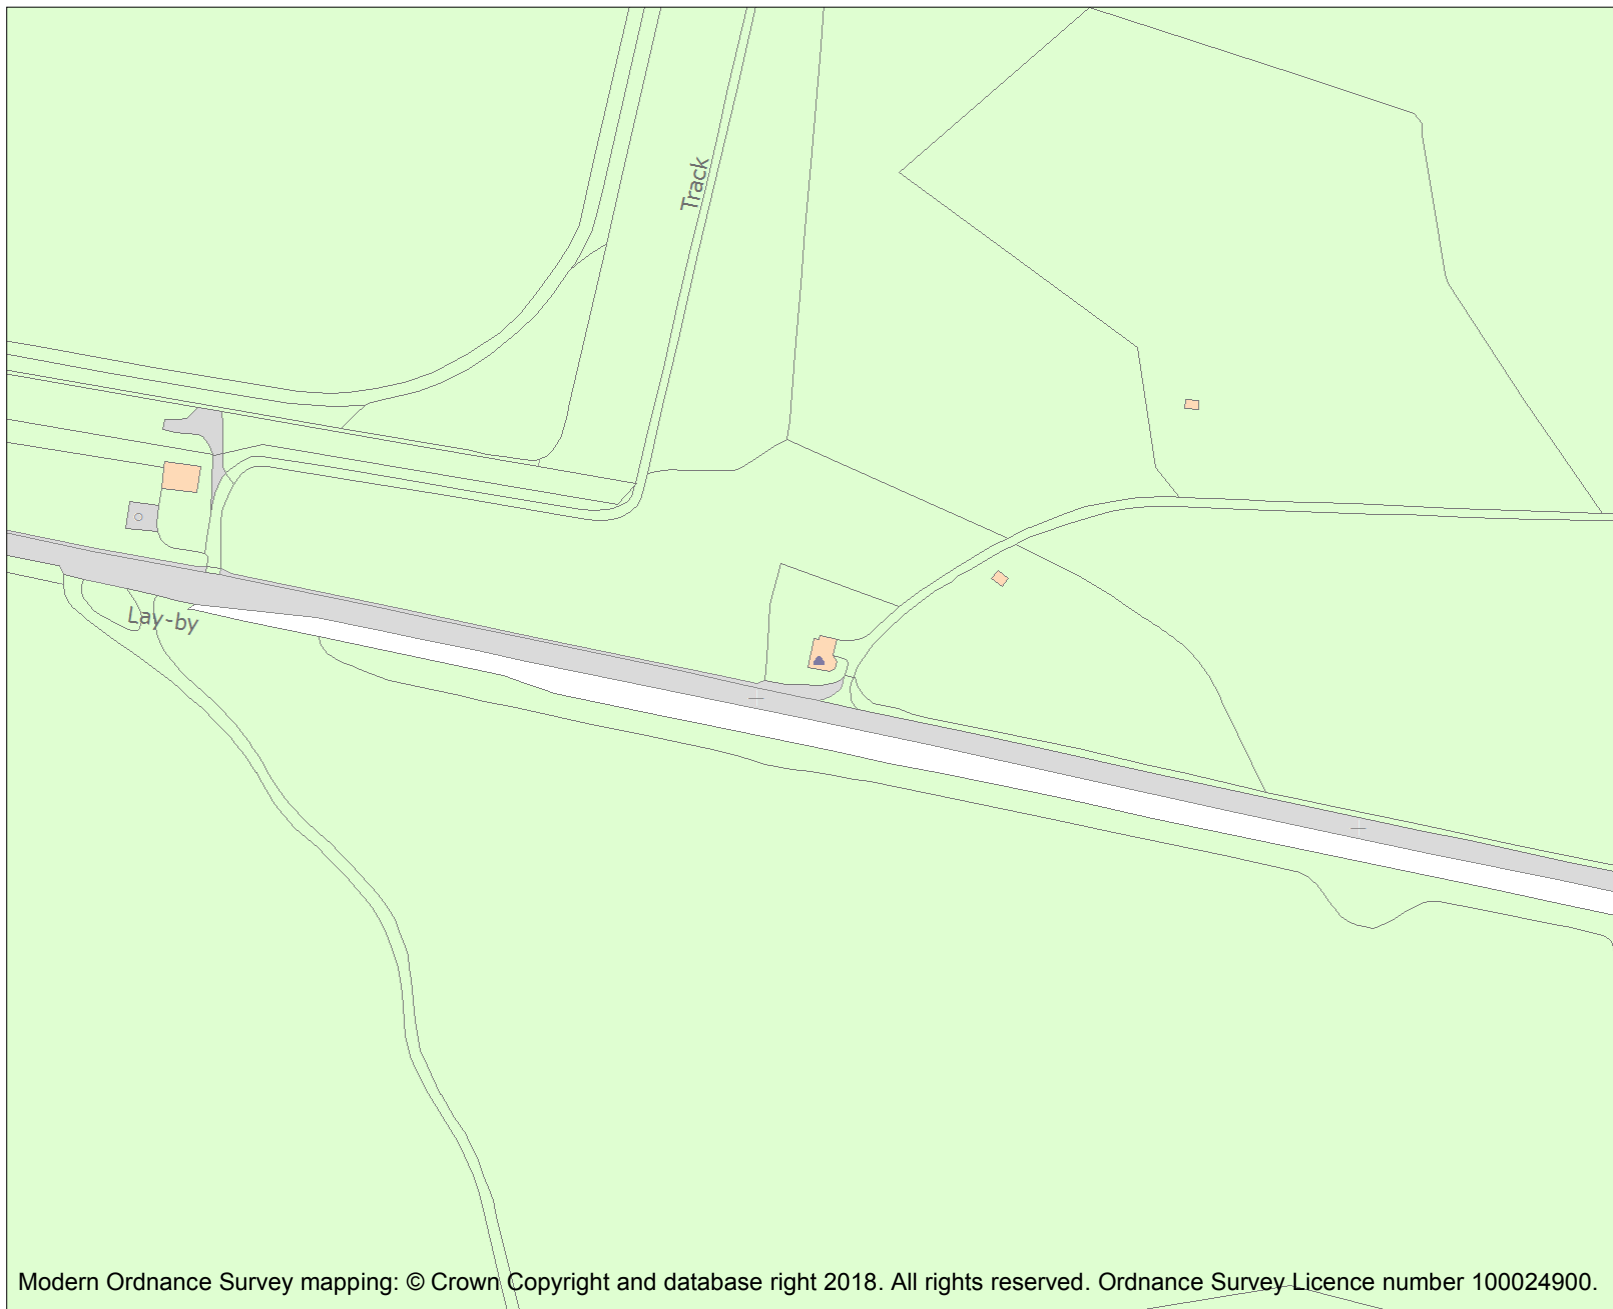 Track
Lay-by
Modern Ordnance Survey mapping: © Crown Copyright and database right 2018. All rights reserved. Ordnance Survey Licence number 100024900.